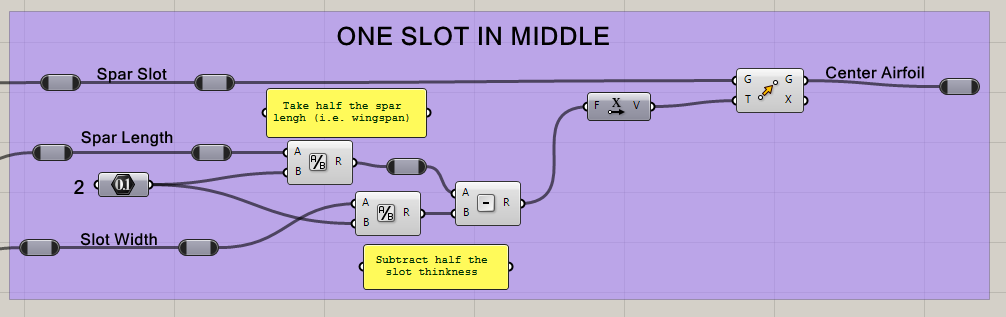 ONE SLOT IN MIDDLE
Spar Slot
G G
T X
Center Airfoil
Take half the spar
lengh (i.e. wingspan)
F X V
Spar Length
A A/B R
B
2
0.1
A - R
B
A A/B R
B
Slot Width
Subtract half the
slot thinkness